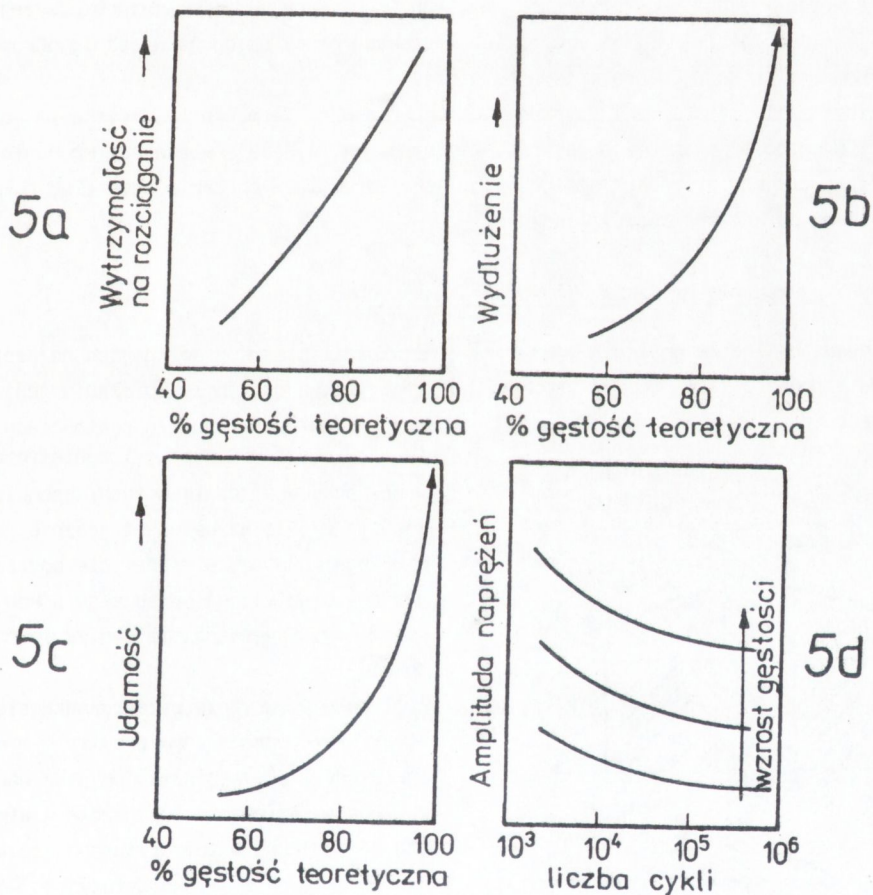 5a
Wytrzymałość
na rozciąganie
40 60 80 100
% gęstość teoretyczna
5b
Wydłużenie
40 60 80 100
% gęstość teoretyczna
5c
Udarność
40 60 80 100
% gęstość teoretyczna
5d
Amplituda naprężeń
wzrost gęstości
10³ 10⁴ 10⁵ 10⁶
liczba cykli